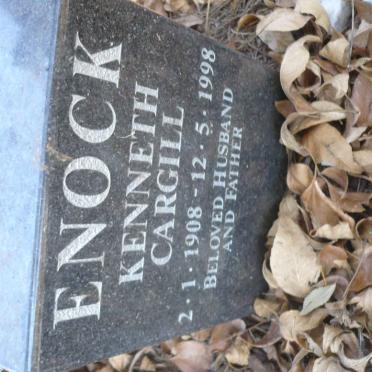 ENOCK
KENNETH
CARGILL
2.1.1908 - 12.5.1998
BELOVED HUSBAND
AND FATHER